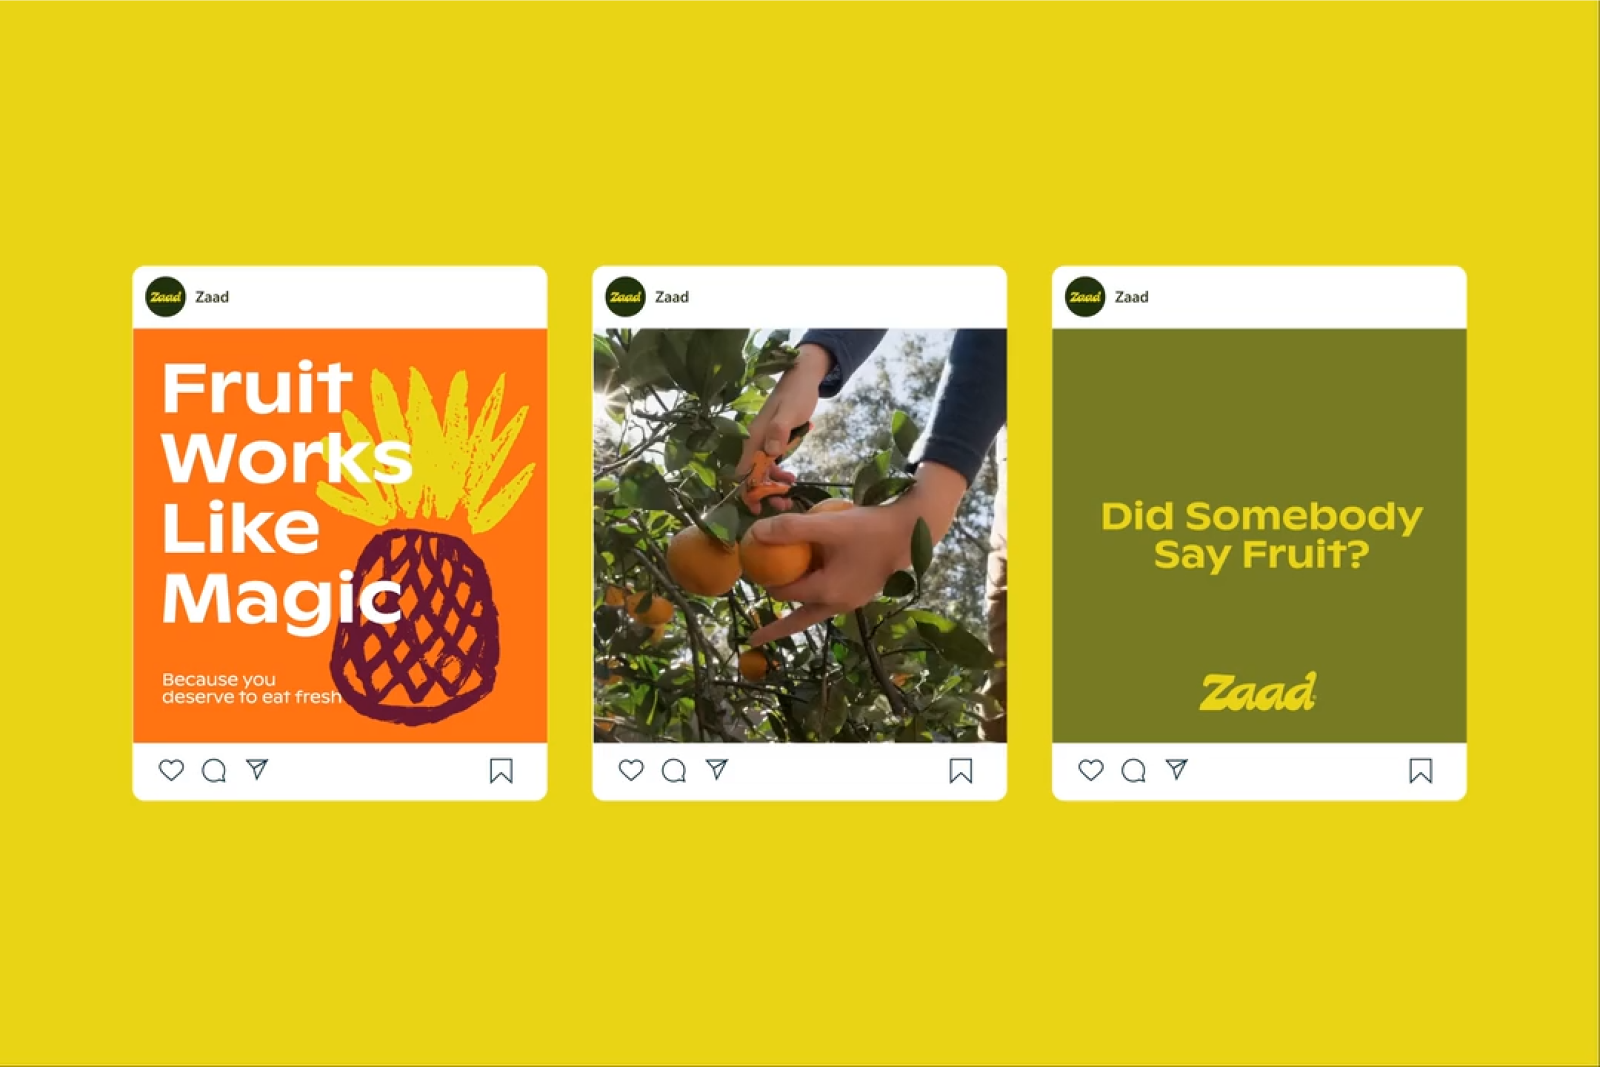 Zaad
Zaad
Fruit
Works
Like
Magic
Because you
deserve to eat fresh
Zaad
Zaad
Zaad
Zaad
Did Somebody
Say Fruit?
Zaad